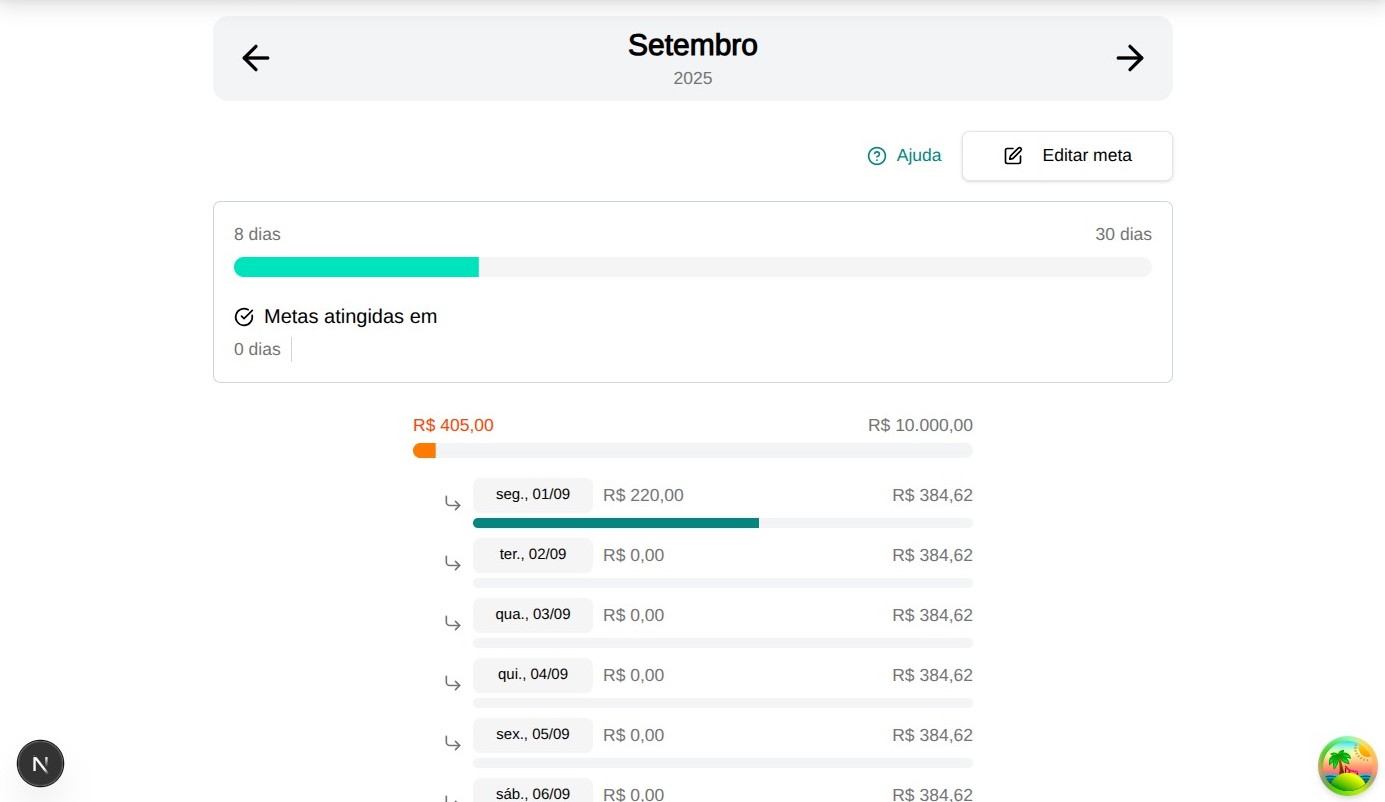 Setembro
2025
Ajuda
Editar meta
8 dias 30 dias
Metas atingidas em
0 dias
R$ 405,00 R$ 10.000,00
seg., 01/09 R$ 220,00 R$ 384,62
ter., 02/09 R$ 0,00 R$ 384,62
qua., 03/09 R$ 0,00 R$ 384,62
qui., 04/09 R$ 0,00 R$ 384,62
sex., 05/09 R$ 0,00 R$ 384,62
sáb., 06/09 R$ 0,00 R$ 384,62
N